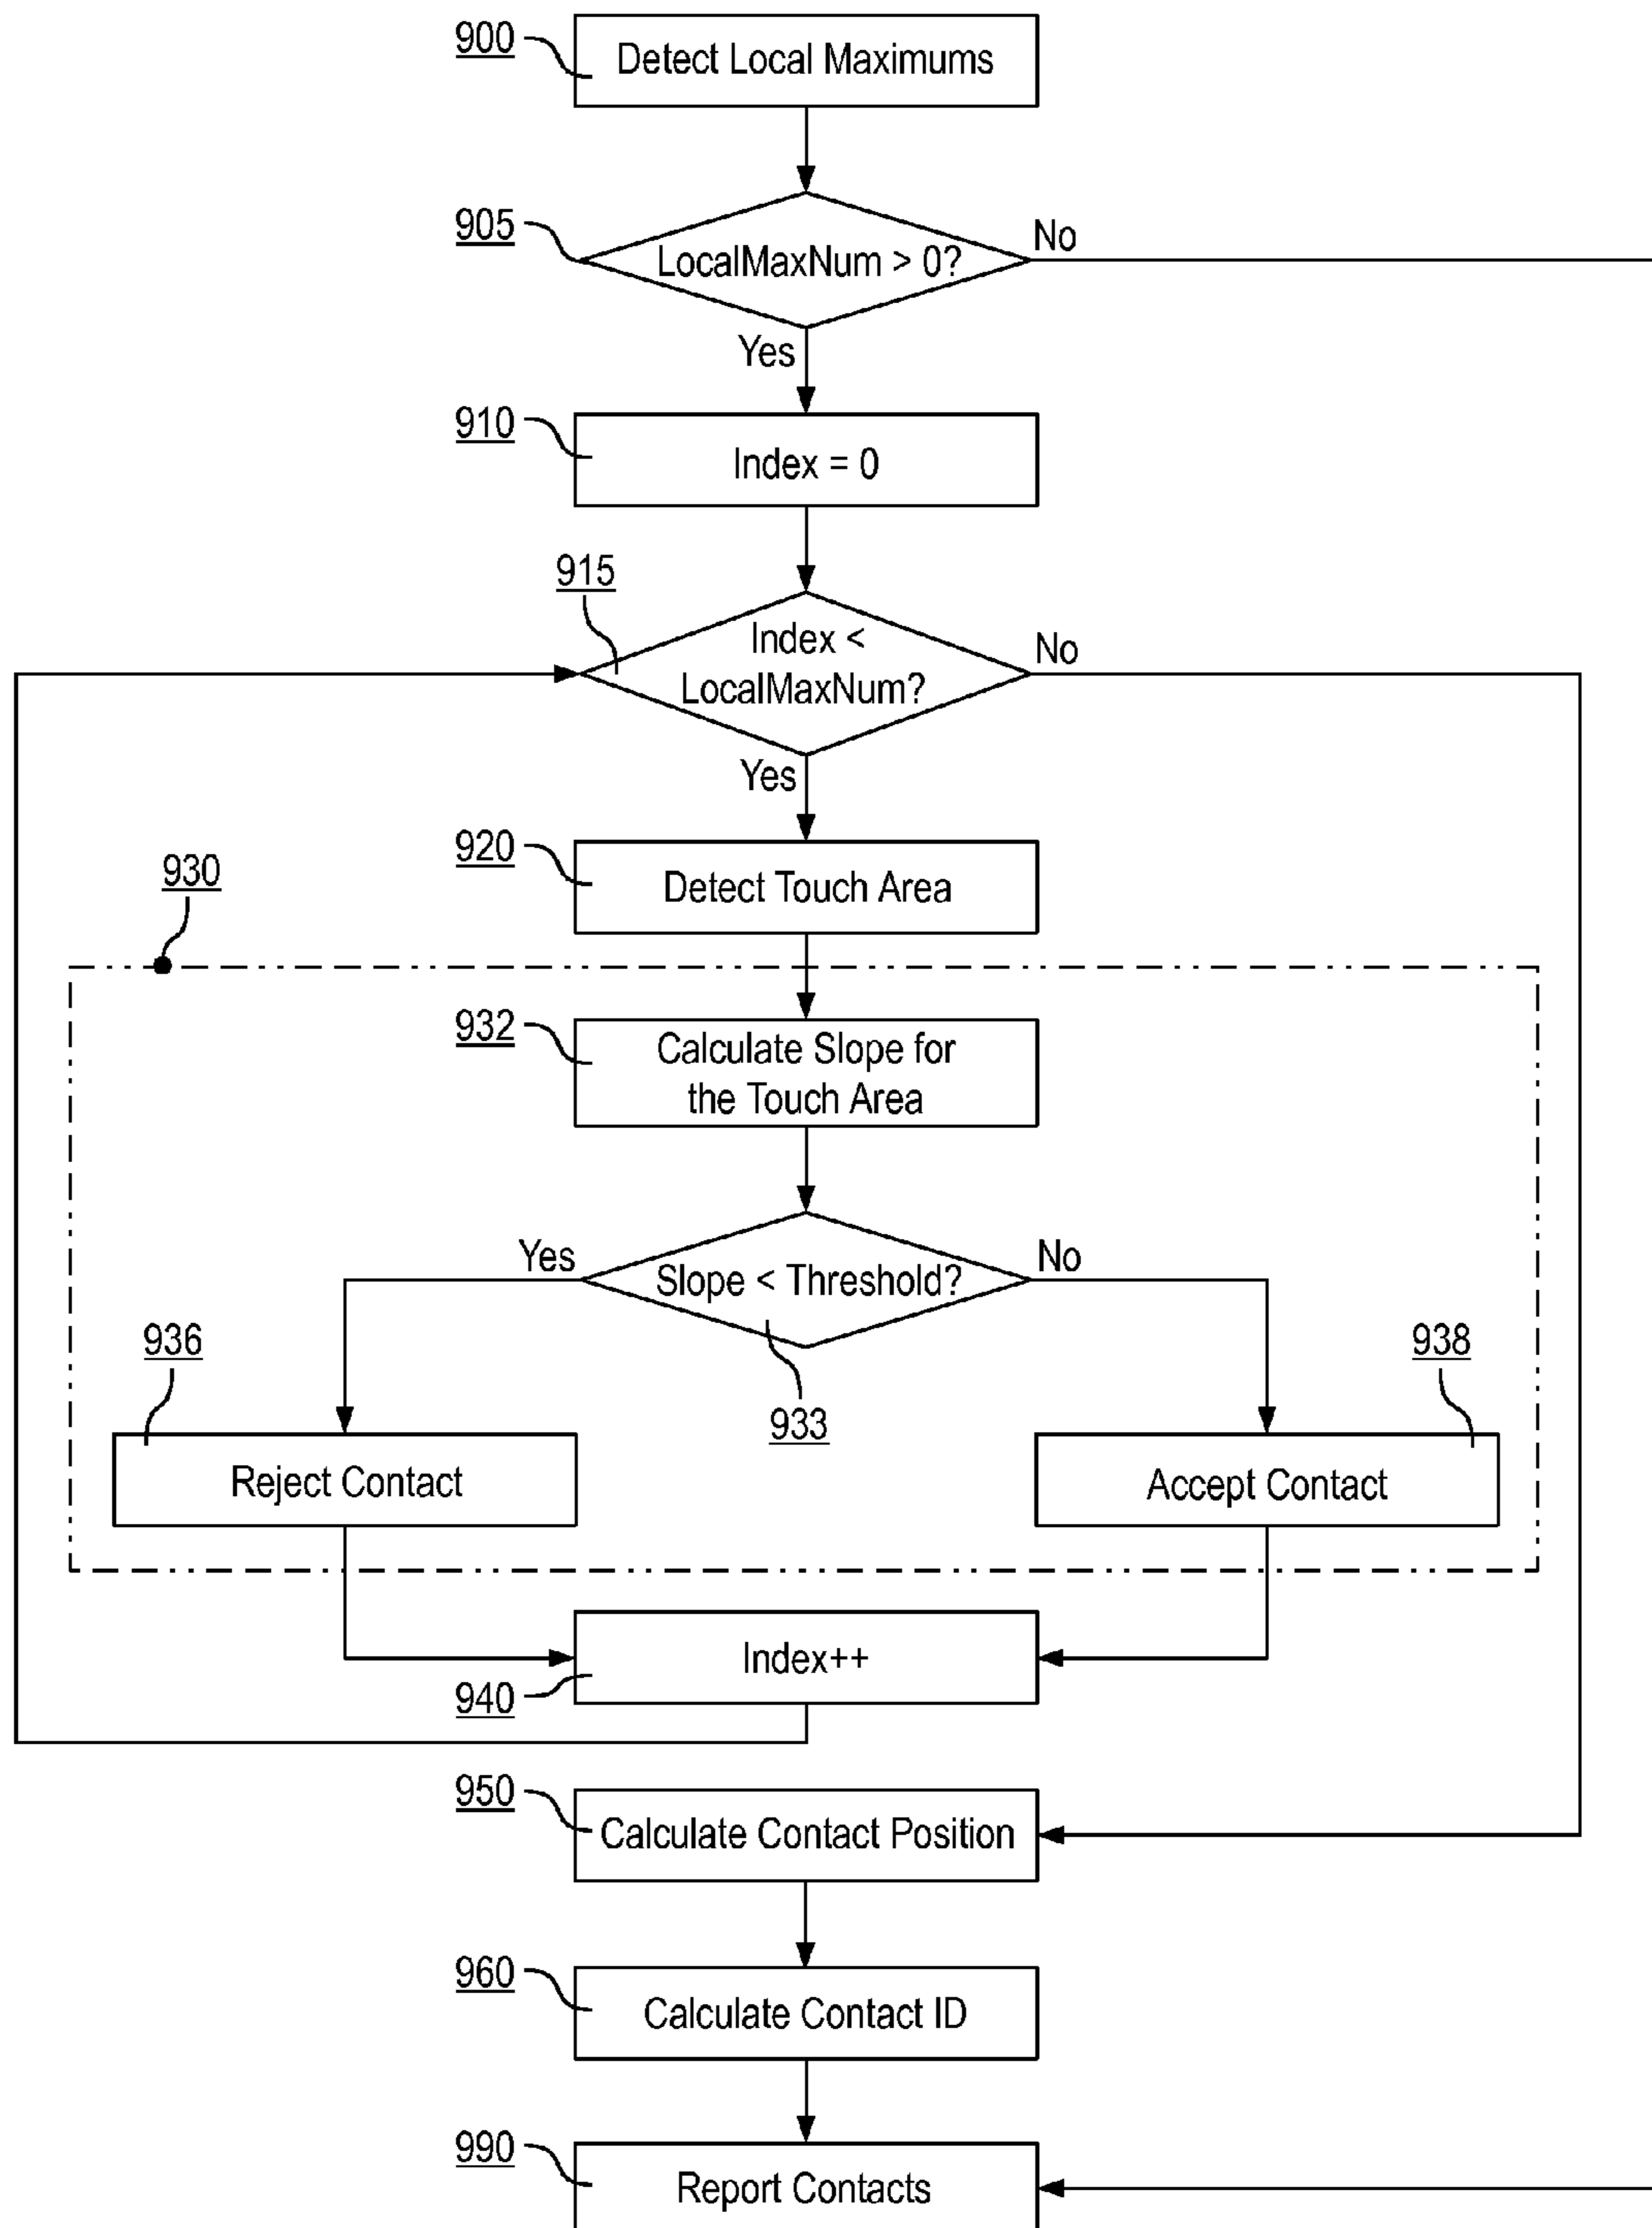 900
Detect Local Maximums
905
LocalMaxNum > 0?
No
Yes
910
Index = 0
915
Index <
LocalMaxNum?
No
Yes
920
Detect Touch Area
930
932
Calculate Slope for
the Touch Area
Yes
Slope < Threshold?
No
936
933
938
Reject Contact
Accept Contact
Index++
940
950
Calculate Contact Position
960
Calculate Contact ID
990
Report Contacts